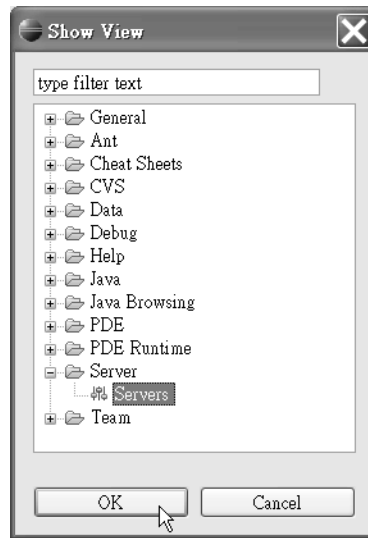 Show View
type filter text
General
Ant
Cheat Sheets
CVS
Data
Debug
Help
Java
Java Browsing
PDE
PDE Runtime
Server
Servers
Team
OK
Cancel